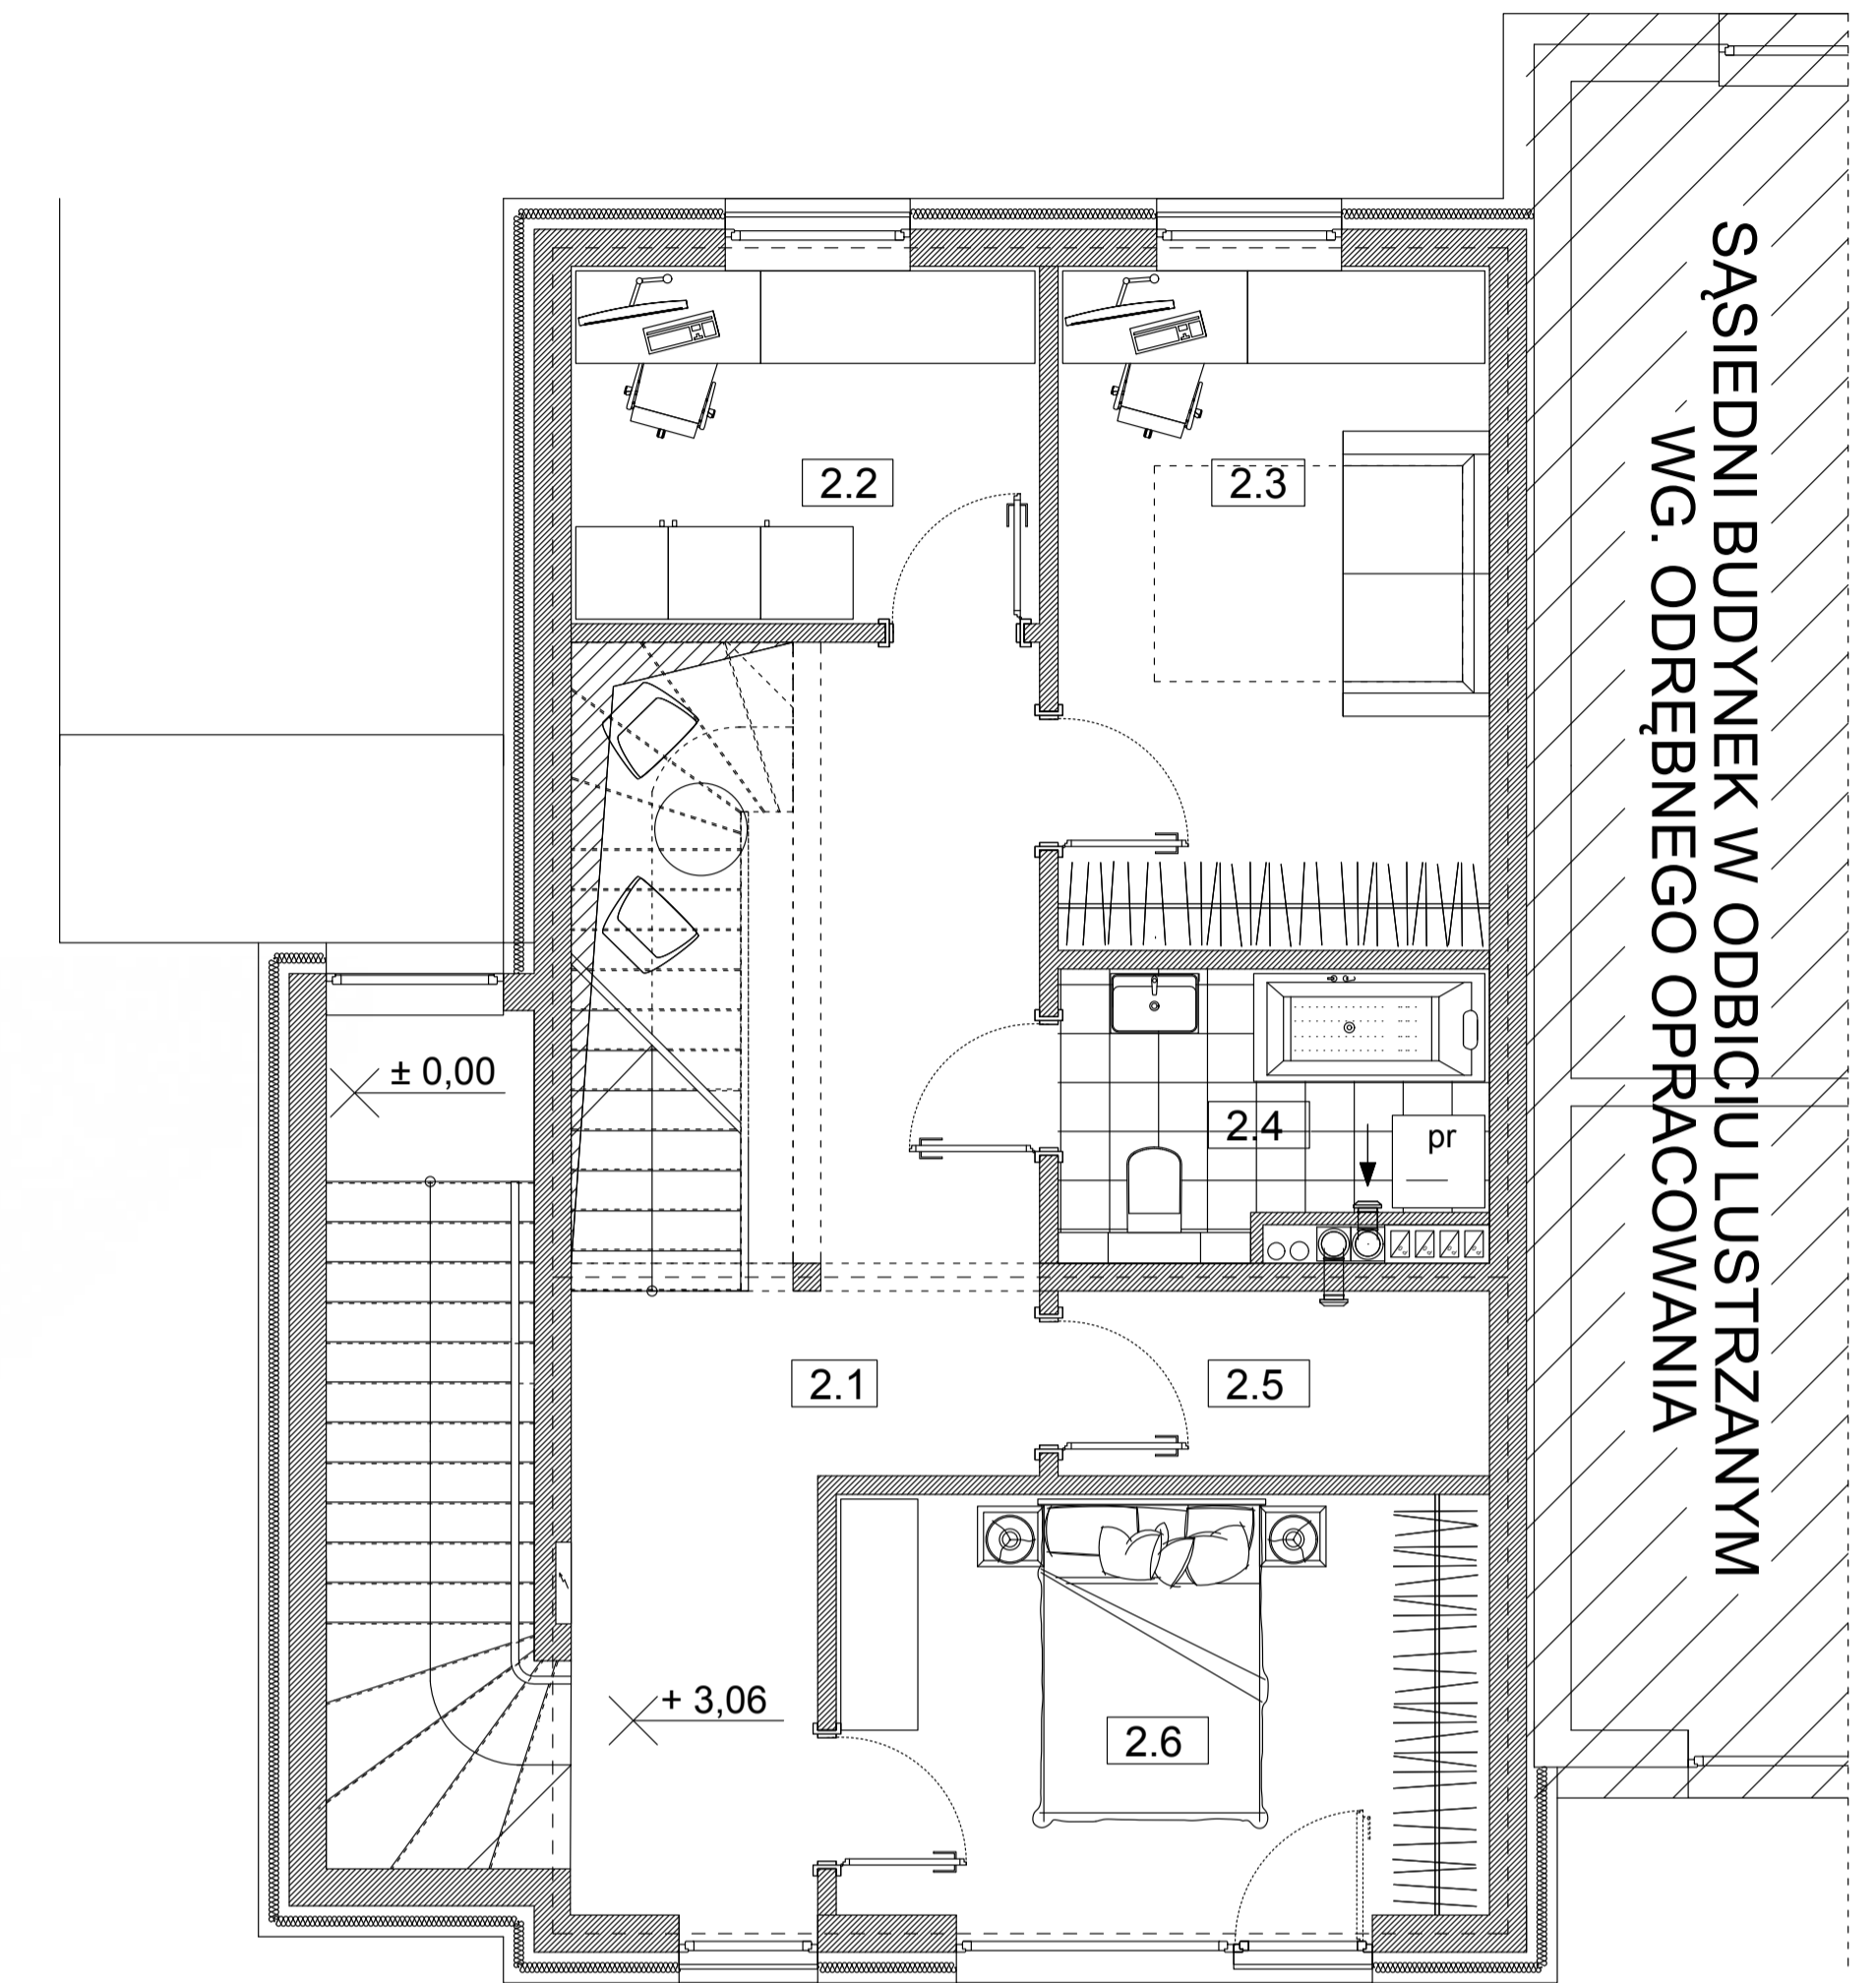 SĄSIEDNI BUDYNEK W ODBICIU LUSTRZANYM
WG. ODRĘBNEGO OPRACOWANIA
2.2
2.3
± 0,00
2.4
pr
2.1
2.5
+ 3,06
2.6